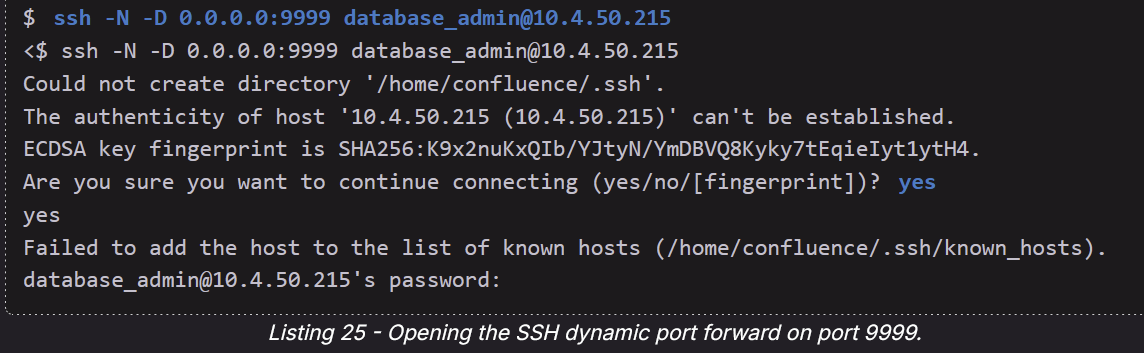 $ ssh -N -D 0.0.0.0:9999 database_admin@10.4.50.215
<$ ssh -N -D 0.0.0.0:9999 database_admin@10.4.50.215
Could not create directory '/home/confluence/.ssh'.
The authenticity of host '10.4.50.215 (10.4.50.215)' can't be established.
ECDSA key fingerprint is SHA256:K9x2nuKxQIb/YJtyN/YmDBVQ8Kyky7tEqieIyt1ytH4.
Are you sure you want to continue connecting (yes/no/[fingerprint])? yes
yes
Failed to add the host to the list of known hosts (/home/confluence/.ssh/known_hosts).
database_admin@10.4.50.215's password:
Listing 25 - Opening the SSH dynamic port forward on port 9999.